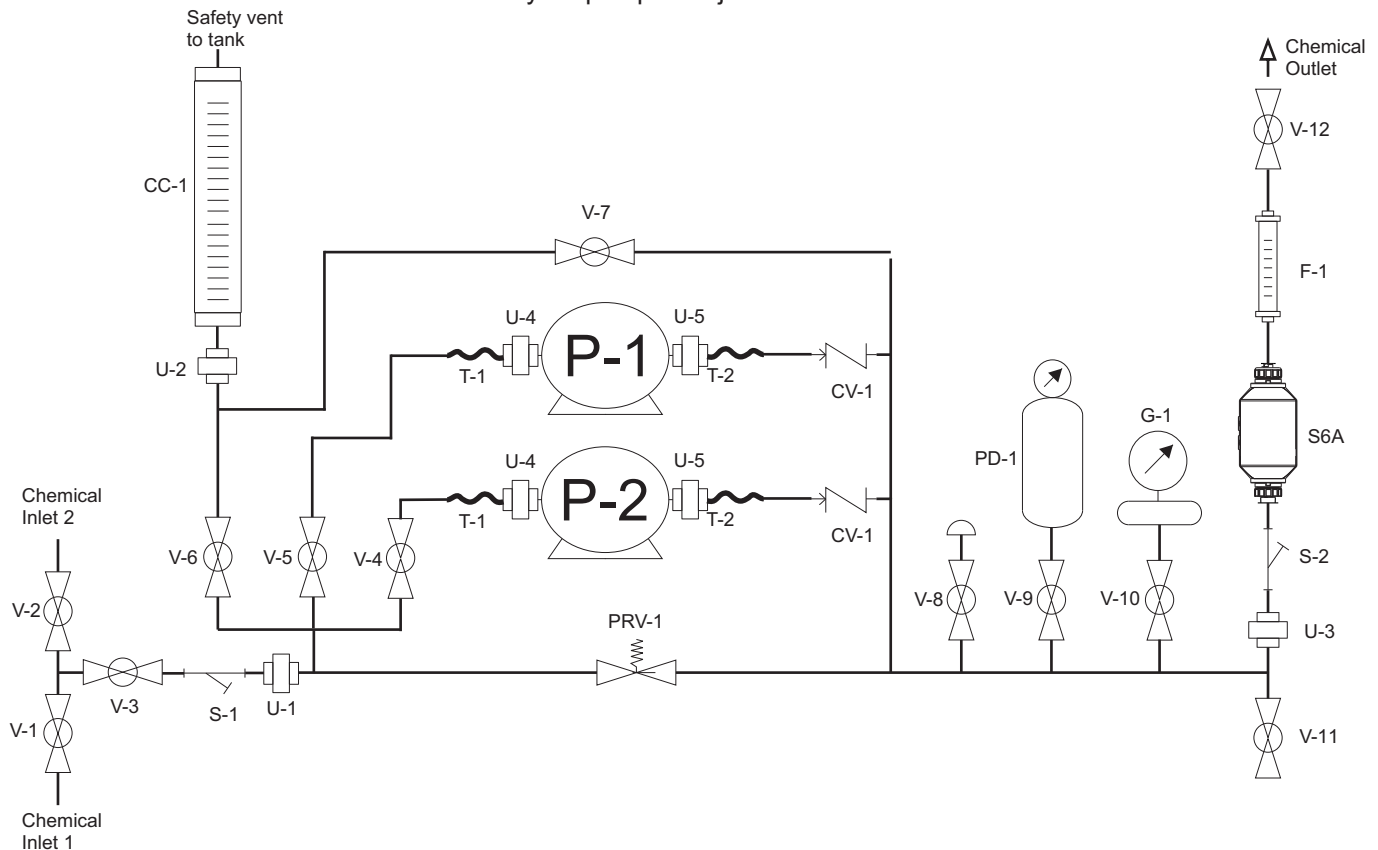 Safety vent
to tank
Chemical
Outlet
V-12
CC-1
V-7
F-1
U-4
U-5
P-1
U-2
T-1
T-2
CV-1
G-1
S6A
PD-1
U-4
U-5
P-2
Chemical
Inlet 2
T-1
T-2
CV-1
V-6
V-5
V-4
S-2
V-2
V-8
V-9
V-10
PRV-1
U-3
V-3
S-1
U-1
V-1
V-11
Chemical
Inlet 1